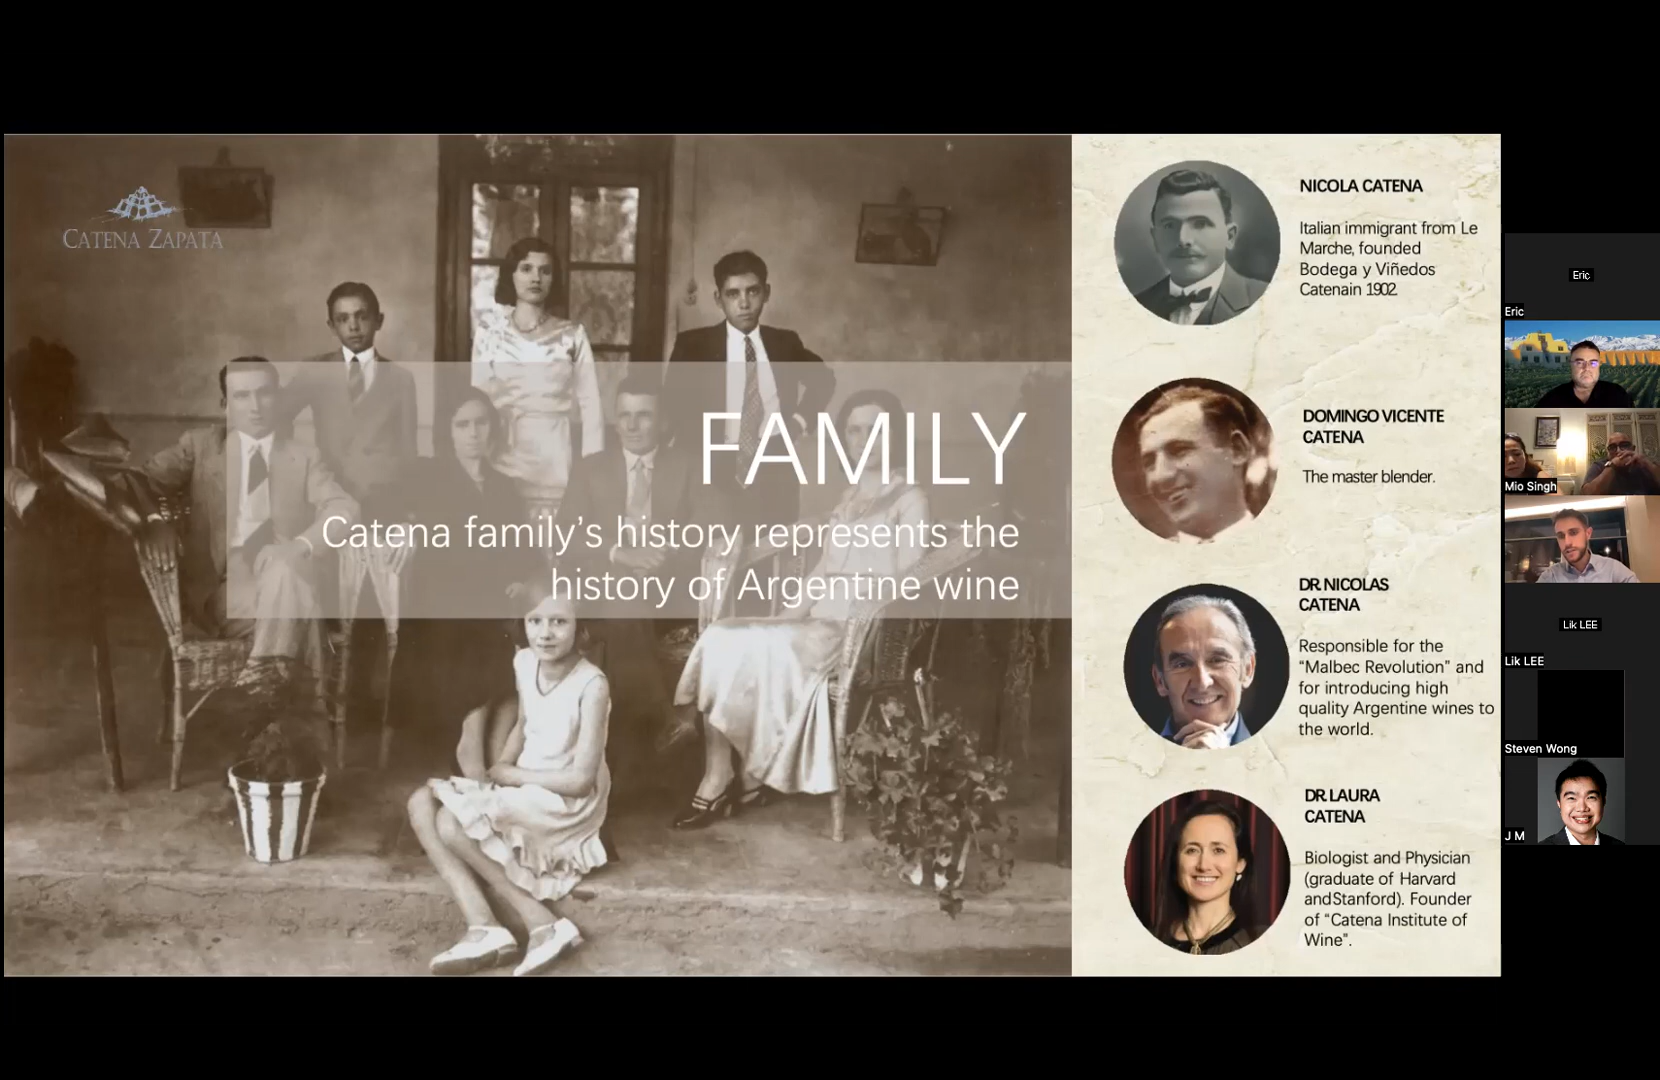 CATENA ZAPATA
FAMILY
Catena family’s history represents the
history of Argentine wine
NICOLA CATENA
Italian immigrant from Le
Marche, founded
Bodega y Viñedos
Catenain 1902.
DOMINGO VICENTE
CATENA
The master blender.
DR. NICOLAS
CATENA
Responsible for the
“Malbec Revolution” and
for introducing high
quality Argentine wines to
the world.
DR. LAURA
CATENA
Biologist and Physician
(graduate of Harvard
andStanford). Founder
of “Catena Institute of
Wine”.
Eric
Eric
Mio Singh
Lik LEE
Lik LEE
Steven Wong
J M